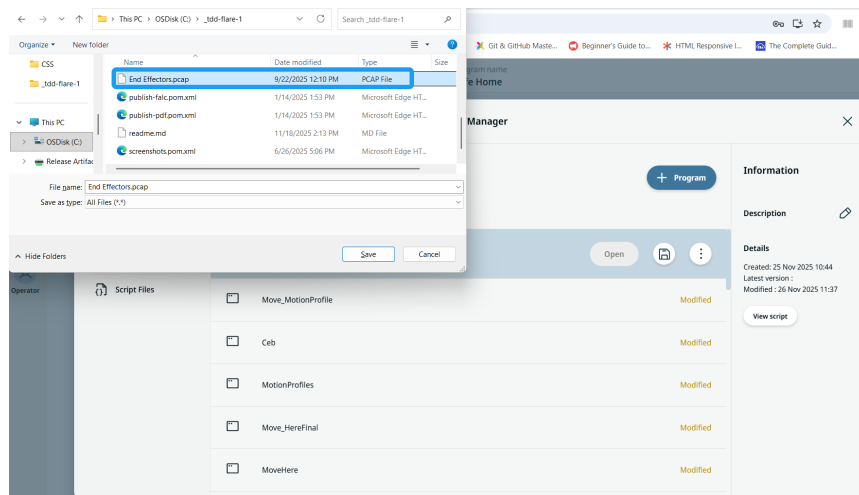 This PC › OSDisk (C:) › _tdd-flare-1
Search _tdd-flare-1
Organize
New folder
Name
Date modified
Type
Size
CSS
_tdd-flare-1
This PC
OSDisk (C:)
Release Artifac
End Effectors.pcap 9/22/2025 12:10 PM PCAP File
publish-falc.pom.xml 1/14/2025 1:53 PM Microsoft Edge HT...
publish-pdf.pom.xml 1/14/2025 1:53 PM Microsoft Edge HT...
readme.md 11/18/2025 2:13 PM MD File
screenshots.pom.xml 6/26/2025 5:06 PM Microsoft Edge HT...
File name: End Effectors.pcap
Save as type: All Files (*.*)
Hide Folders
Save
Cancel
Git & GitHub Maste...
Beginner's Guide to...
HTML Responsive I...
The Complete Guid...
gram name
fe Home
Manager
Program
Open
Operator
Script Files
Move_MotionProfile Modified
Ceb Modified
MotionProfiles Modified
Move_HereFinal Modified
MoveHere Modified
Information
Description
Details
Created: 25 Nov 2025 10:44
Latest version :
Modified : 26 Nov 2025 11:37
View script